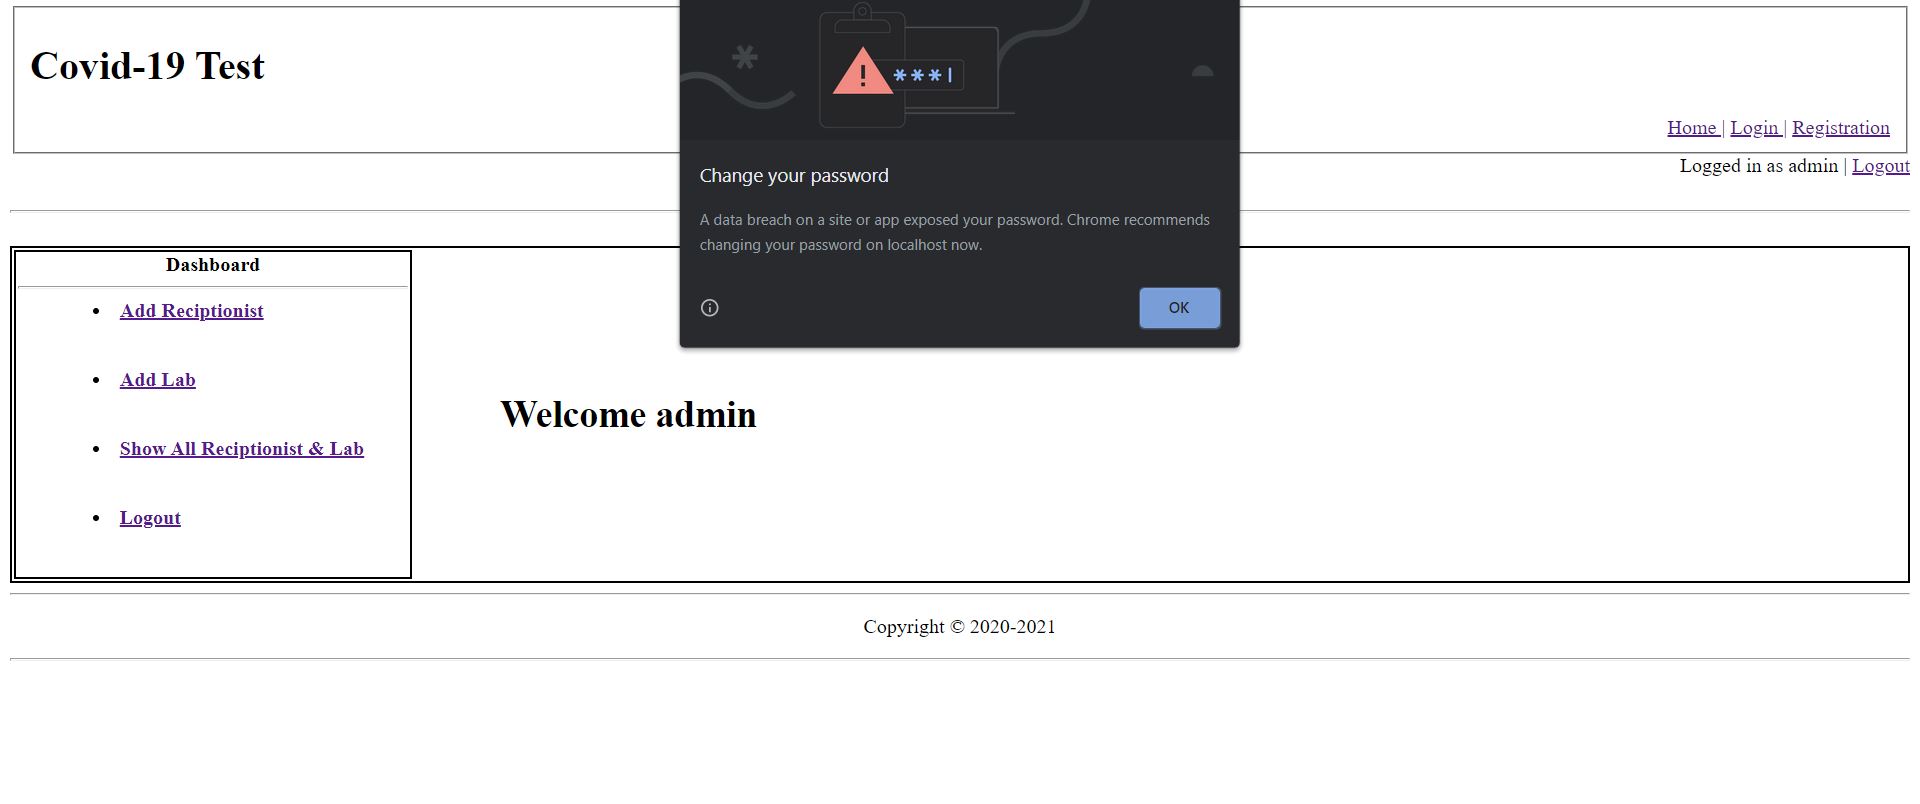 Covid-19 Test
***|
Home | Login | Registration
Logged in as admin | Logout
Change your password
A data breach on a site or app exposed your password. Chrome recommends
changing your password on localhost now.
OK
Dashboard
Add Reciptionist
Add Lab
Show All Reciptionist & Lab
Logout
Welcome admin
Copyright © 2020-2021